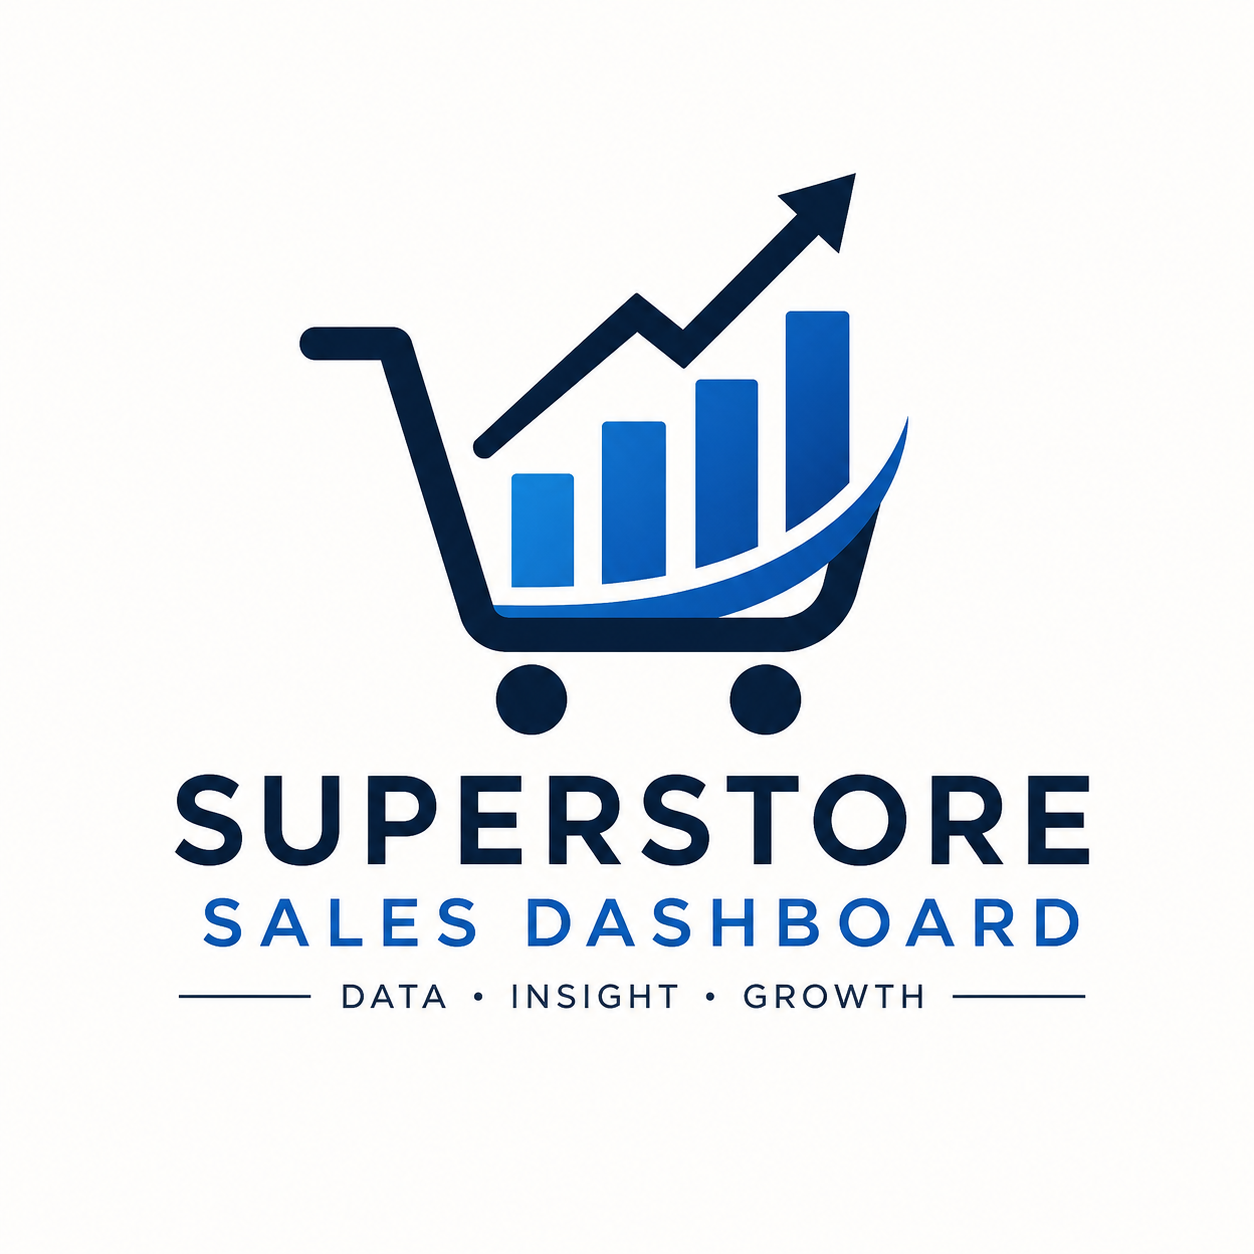 SUPERSTORE
SALES DASHBOARD
DATA • INSIGHT • GROWTH